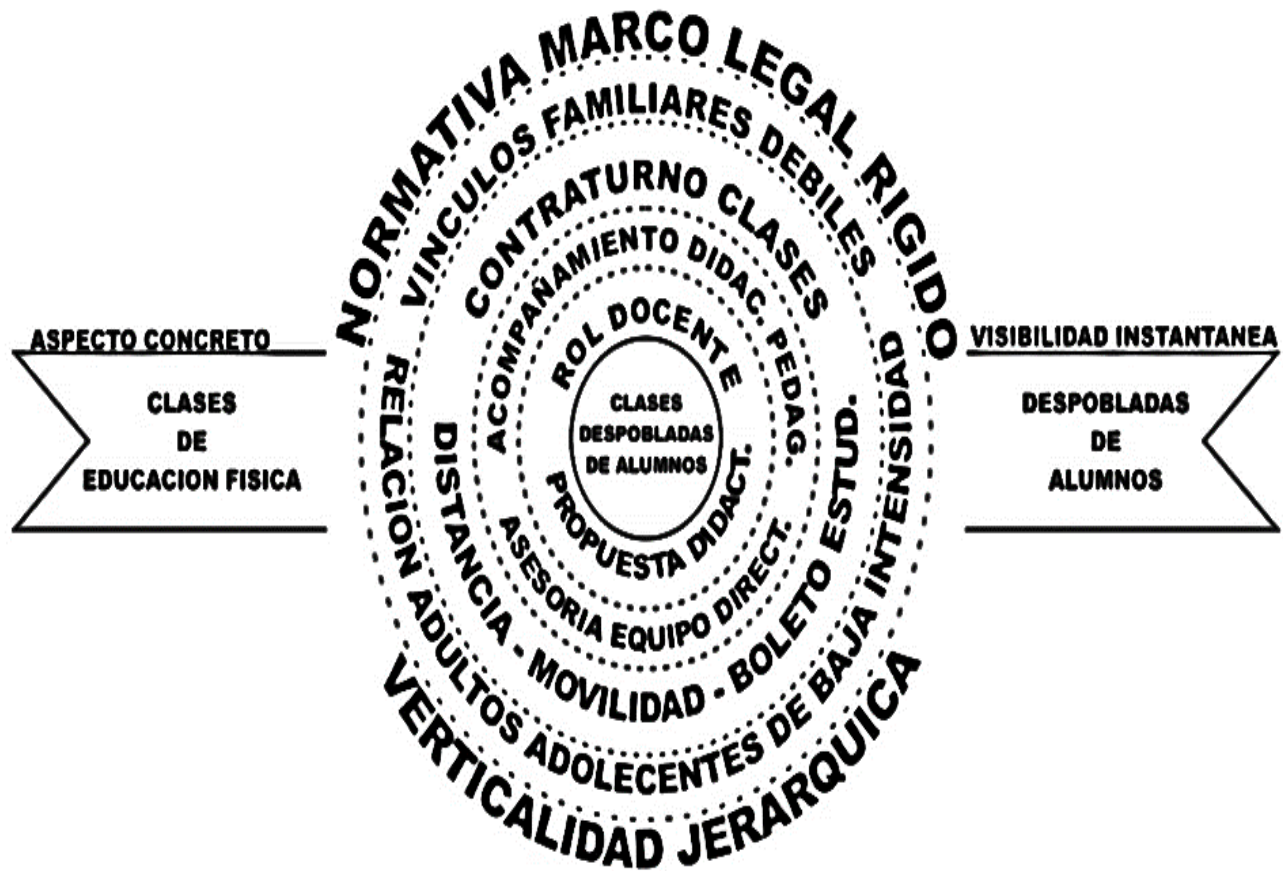 NORMATIVA MARCO LEGAL RIGIDO
VINCULOS FAMILIARES DEBILES
CONTRATURNO CLASES
ACOMPAÑAMIENTO DIDAC. PEDAG.
ROL DOCENTE
CLASES
DESPOBLADAS
DE ALUMNOS
PROPUESTA DIDACT.
ASESORIA EQUIPO DIRECT.
DISTANCIA - MOVILIDAD - BOLETO ESTUD.
RELACION ADULTOS ADOLECENTES DE BAJA INTENSIDAD
VERTICALIDAD JERARQUICA
ASPECTO CONCRETO
CLASES
DE
EDUCACION FISICA
VISIBILIDAD INSTANTANEA
DESPOBLADAS
DE
ALUMNOS